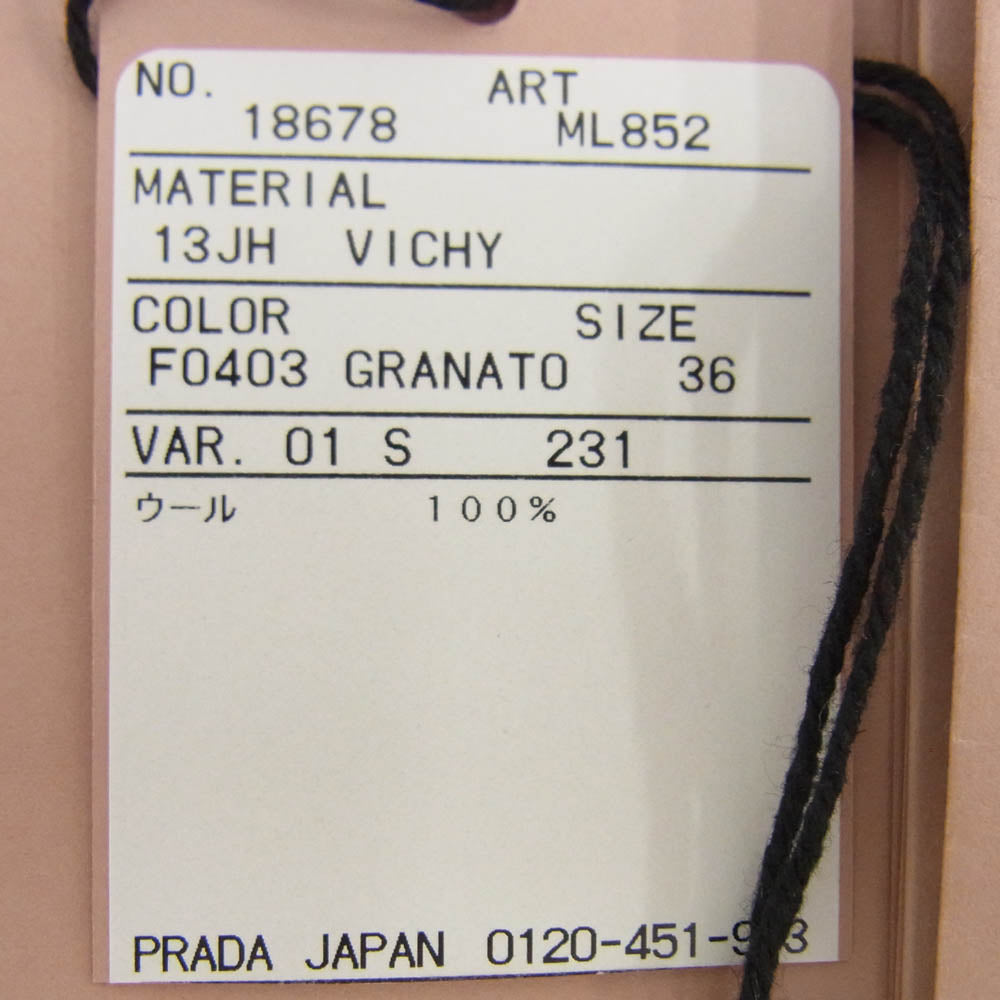 NO. ART
18678 ML852
MATERIAL
13JH VICHY
COLOR SIZE
F0403 GRANATO 36
VAR. 01 S 231
ウール 100%
PRADA JAPAN